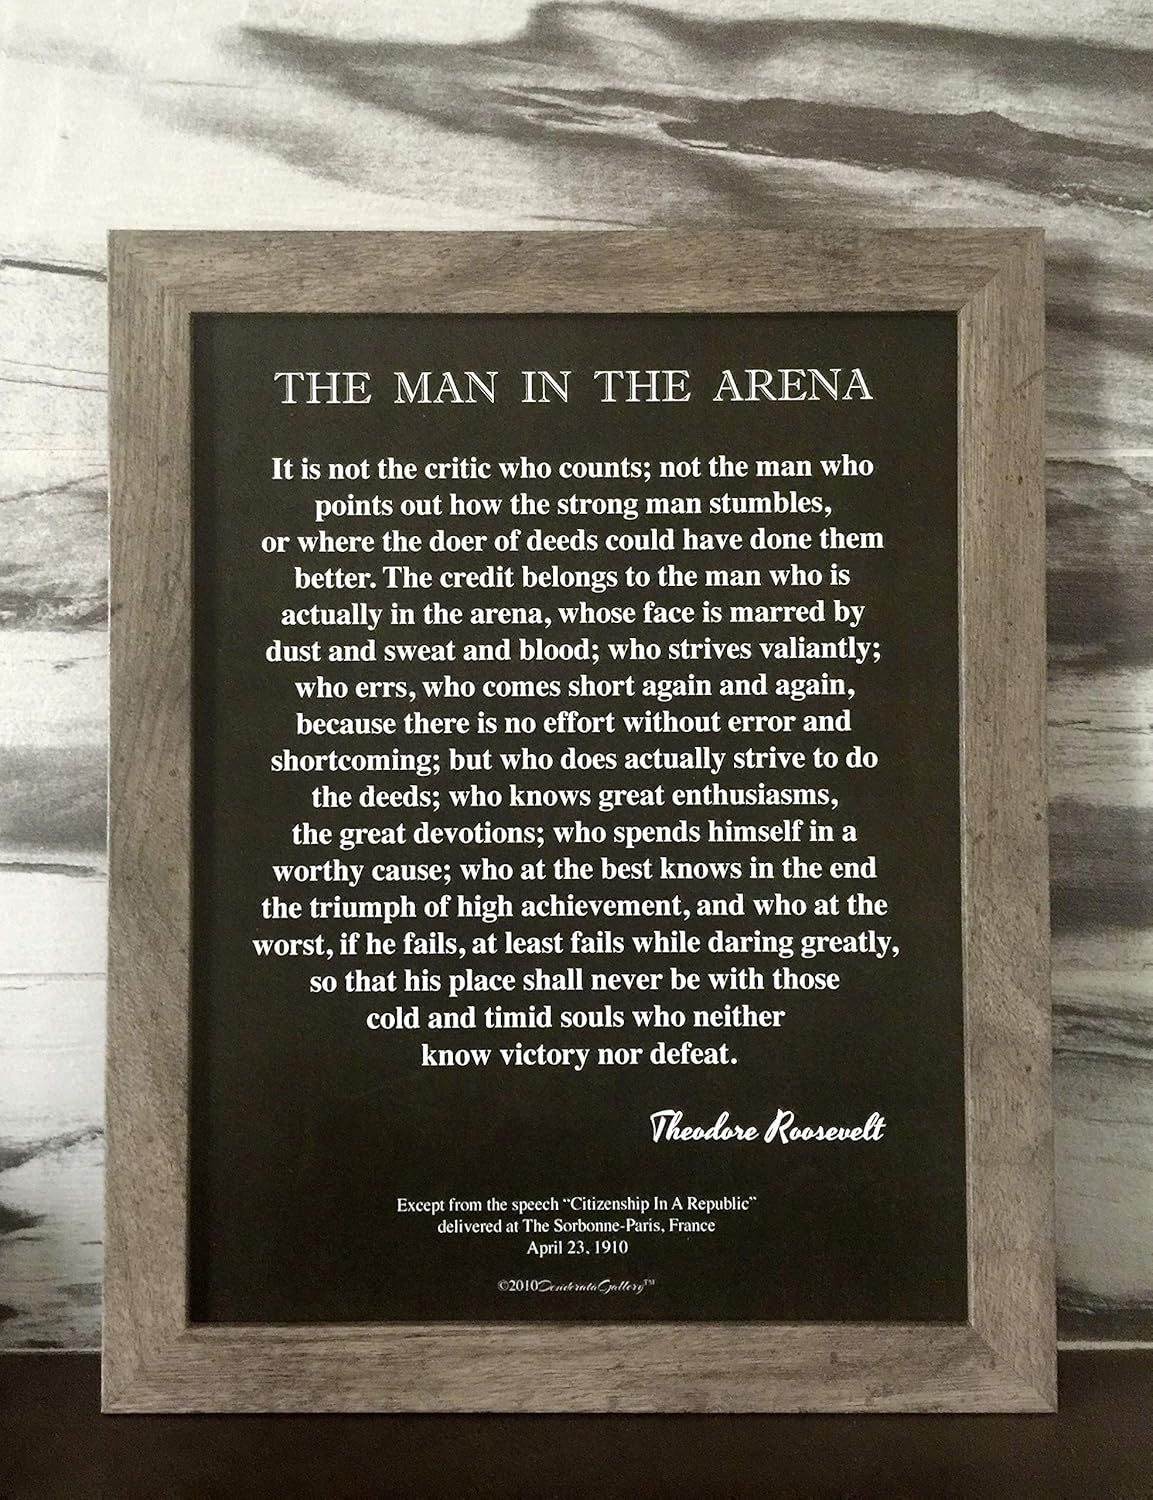 THE MAN IN THE ARENA
It is not the critic who counts; not the man who
points out how the strong man stumbles,
or where the doer of deeds could have done them
better. The credit belongs to the man who is
actually in the arena, whose face is marred by
dust and sweat and blood; who strives valiantly;
who errs, who comes short again and again,
because there is no effort without error and
shortcoming; but who does actually strive to do
the deeds; who knows great enthusiasms,
the great devotions; who spends himself in a
worthy cause; who at the best knows in the end
the triumph of high achievement, and who at the
worst, if he fails, at least fails while daring greatly,
so that his place shall never be with those
cold and timid souls who neither
know victory nor defeat.
Theodore Roosevelt
Except from the speech “Citizenship In A Republic”
delivered at The Sorbonne-Paris, France
April 23, 1910
©2010DesiderataGallery™